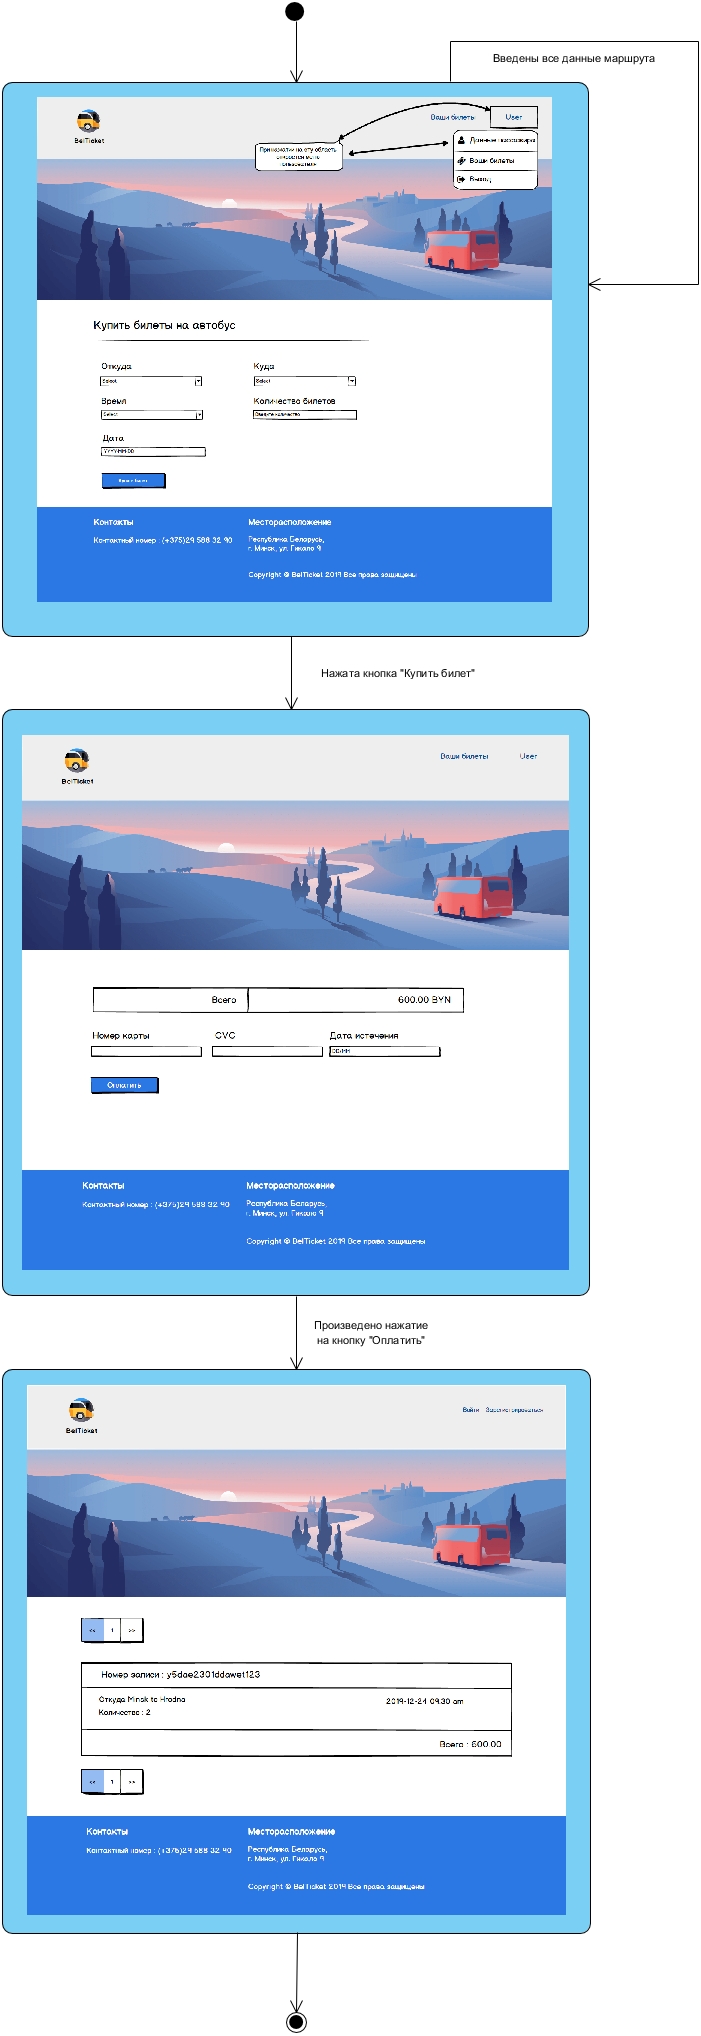 Введены все данные маршрута
BelTicket
Ваши билеты
User
При нажатии на эту область
откроется меню
пользователя
Данные пассажира
Ваши билеты
Выход
Купить билеты на автобус
Откуда
Куда
Select
Select
Время
Количество билетов
Select
Введите количество
Дата
YYYY-MM-DD
Контакты
Месторасположение
Контактный номер : (+375)29 588 32 90
Республика Беларусь,
г. Минск, ул. Гикало 9
Copyright © BelTicket 2019 Все права защищены
Нажата кнопка "Купить билет"
BelTicket
Ваши билеты
User
Всего
600.00 BYN
Номер карты
CVC
Дата истечения
DD/MM
Оплатить
Контакты
Месторасположение
Контактный номер : (+375)29 588 32 90
Республика Беларусь,
г. Минск, ул. Гикало 9
Copyright © BelTicket 2019 Все права защищены
Произведено нажатие
на кнопку "Оплатить"
BelTicket
Войти
Зарегистрироваться
<< 1 >>
Номер записи : y5dae2301ddawet123
Откуда Minsk to Hrodna
2019-12-24 09:30 am
Количество : 2
Всего : 600.00
<< 1 >>
Контакты
Месторасположение
Контактный номер : (+375)29 588 32 90
Республика Беларусь,
г. Минск, ул. Гикало 9
Copyright © BelTicket 2019 Все права защищены